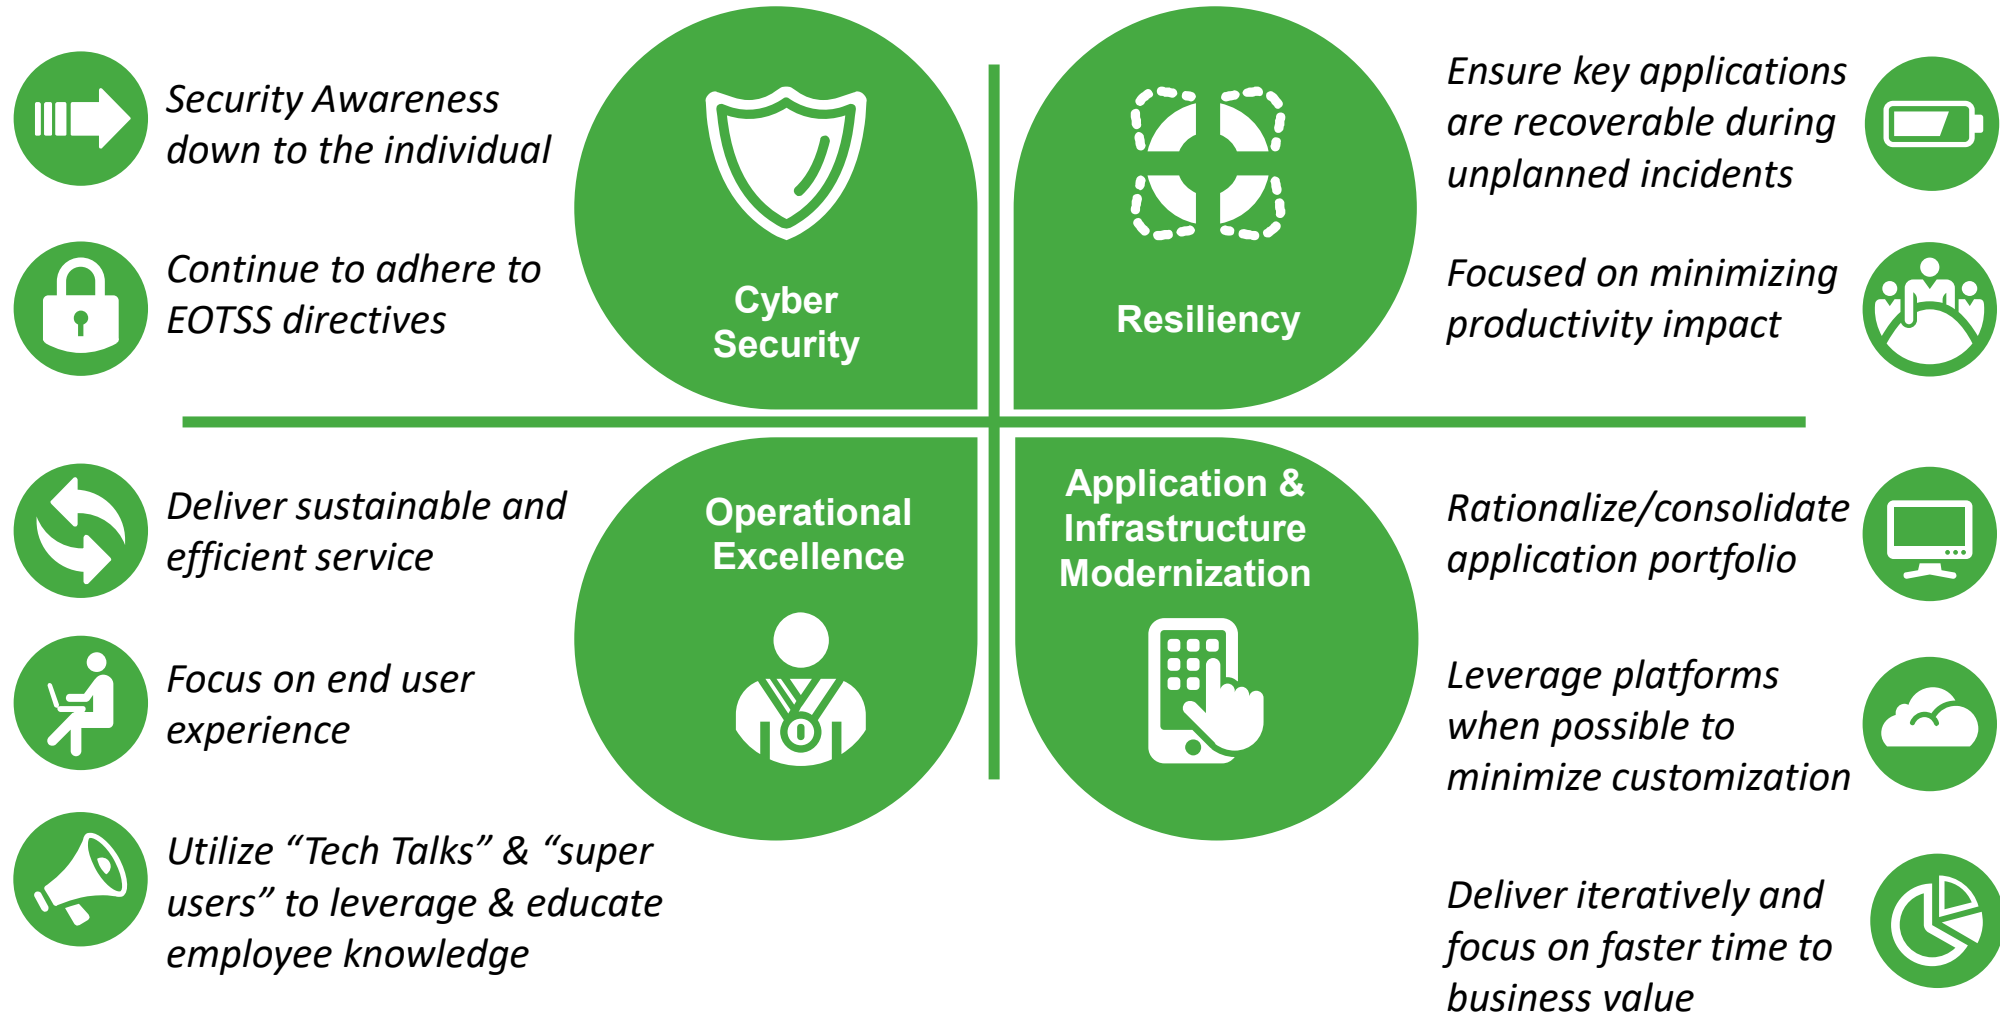 Security Awareness
down to the individual
Continue to adhere to
EOTSS directives
Cyber
Security
Resiliency
Ensure key applications
are recoverable during
unplanned incidents
Focused on minimizing
productivity impact
Deliver sustainable and
efficient service
Focus on end user
experience
Utilize “Tech Talks” & “super
users” to leverage & educate
employee knowledge
Operational
Excellence
Application &
Infrastructure
Modernization
Rationalize/consolidate
application portfolio
Leverage platforms
when possible to
minimize customization
Deliver iteratively and
focus on faster time to
business value